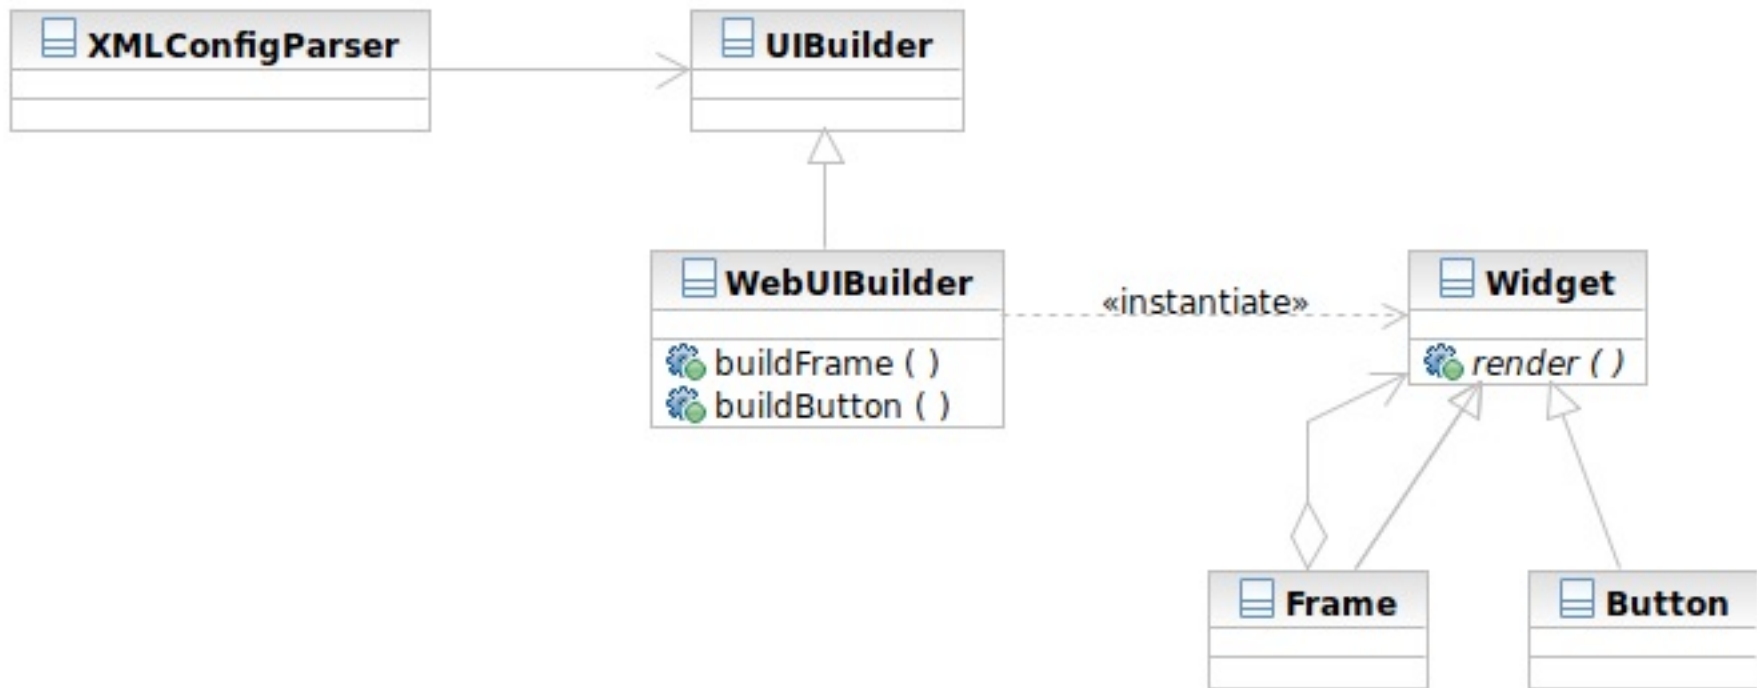 XMLConfigParser
UIBuilder
WebUIBuilder
buildFrame ( )
buildButton ( )
«instantiate»
Widget
render ( )
Frame
Button